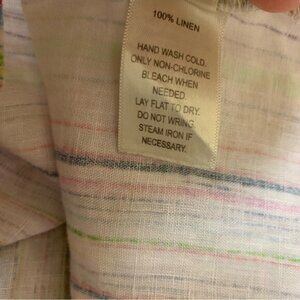 100% LINEN
HAND WASH COLD.
ONLY NON-CHLORINE
BLEACH WHEN
NEEDED.
LAY FLAT TO DRY.
DO NOT WRING
STEAM IRON IF
NECESSARY.